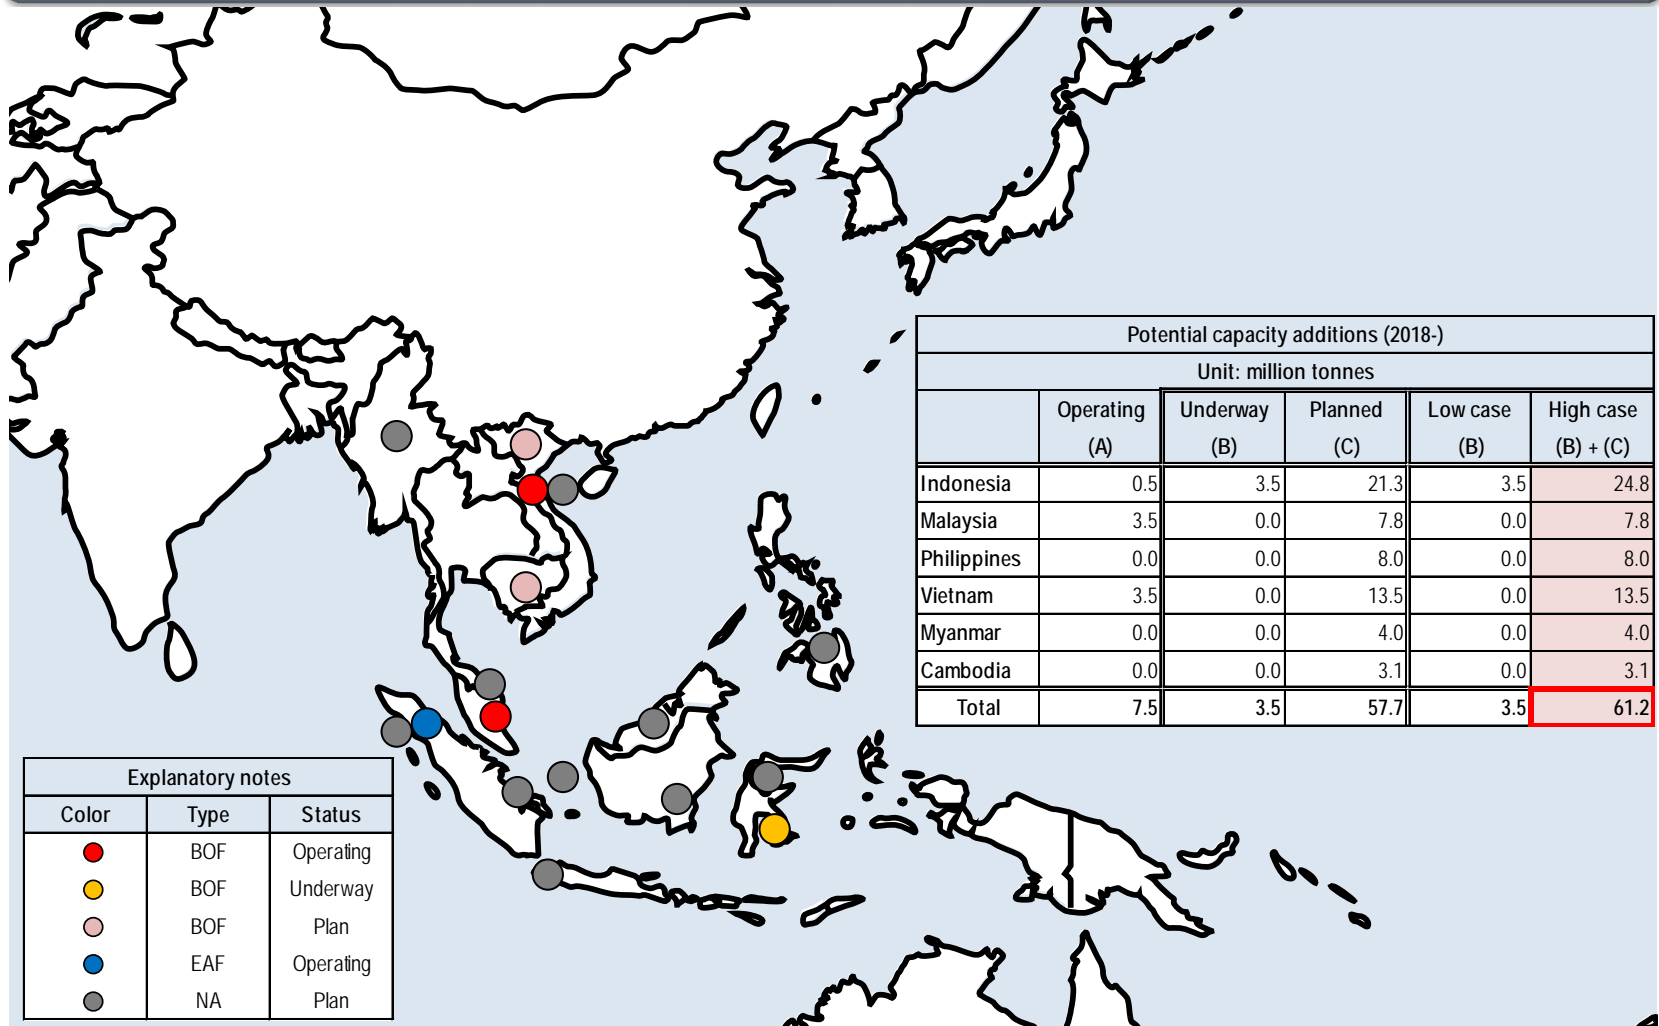 Potential capacity additions (2018-)
Unit: million tonnes
Operating Underway Planned Low case High case
(A) (B) (C) (B) (B) + (C)
Indonesia 0.5 3.5 21.3 3.5 24.8
Malaysia 3.5 0.0 7.8 0.0 7.8
Philippines 0.0 0.0 8.0 0.0 8.0
Vietnam 3.5 0.0 13.5 0.0 13.5
Myanmar 0.0 0.0 4.0 0.0 4.0
Cambodia 0.0 0.0 3.1 0.0 3.1
Total 7.5 3.5 57.7 3.5 61.2
Explanatory notes
Color Type Status
BOF Operating
BOF Underway
BOF Plan
EAF Operating
NA Plan